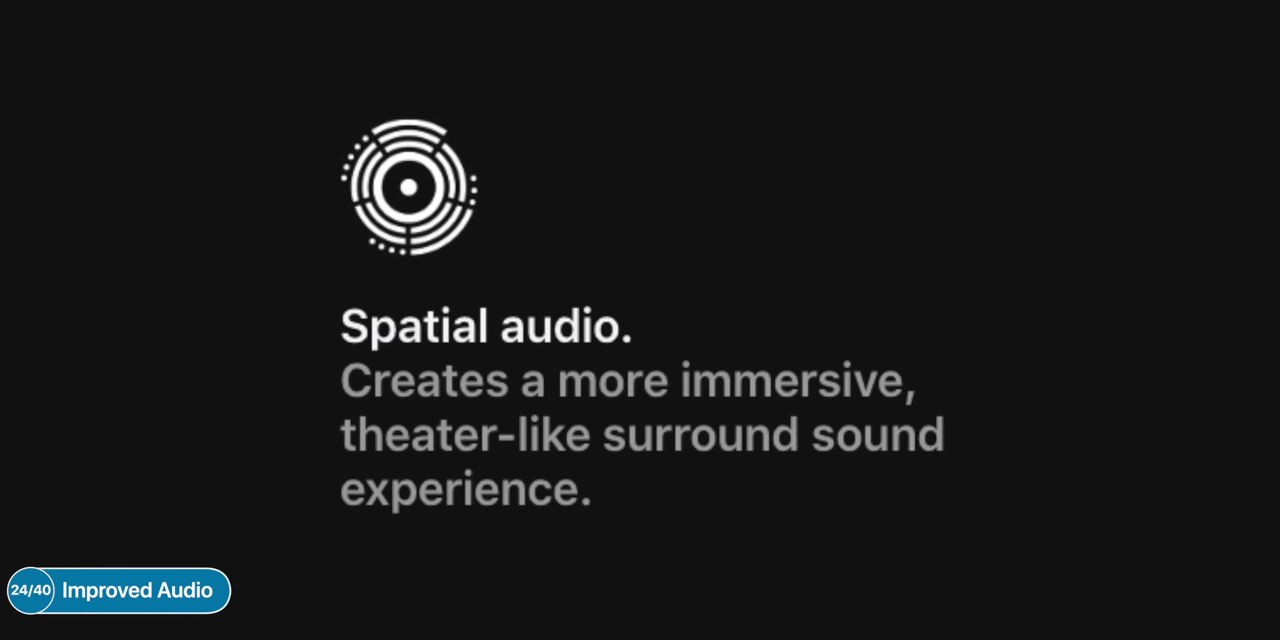 Spatial audio.
Creates a more immersive,
theater-like surround sound
experience.
24/40 Improved Audio